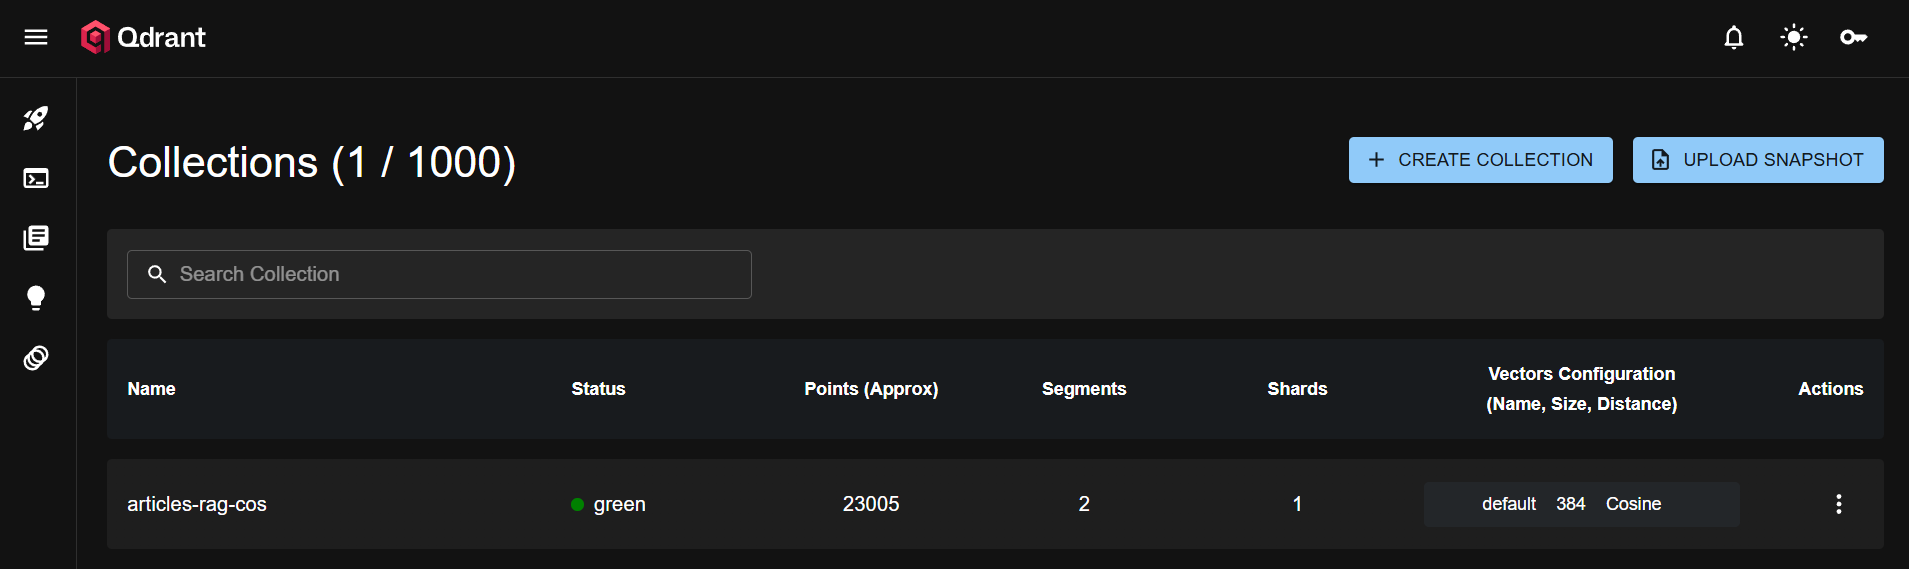 Qdrant
Collections (1 / 1000)
CREATE COLLECTION
UPLOAD SNAPSHOT
Search Collection
Name Status Points (Approx) Segments Shards Vectors Configuration Actions
(Name, Size, Distance)
articles-rag-cos green 23005 2 1 default 384 Cosine